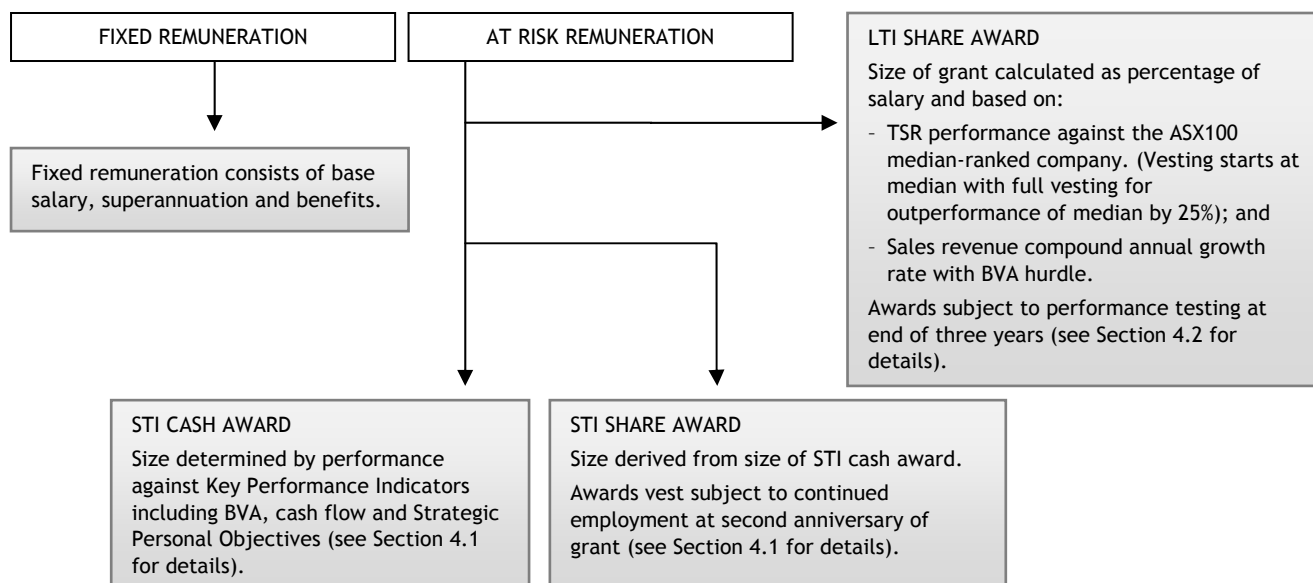 FIXED REMUNERATION
Fixed remuneration consists of base
salary, superannuation and benefits.
AT RISK REMUNERATION
LTI SHARE AWARD
Size of grant calculated as percentage of
salary and based on:
- TSR performance against the ASX100
median-ranked company. (Vesting starts at
median with full vesting for
outperformance of median by 25%); and
- Sales revenue compound annual growth
rate with BVA hurdle.
Awards subject to performance testing at
end of three years (see Section 4.2 for
details).
STI CASH AWARD
Size determined by performance
against Key Performance Indicators
including BVA, cash flow and Strategic
Personal Objectives (see Section 4.1
for details).
STI SHARE AWARD
Size derived from size of STI cash award.
Awards vest subject to continued
employment at second anniversary of
grant (see Section 4.1 for details).